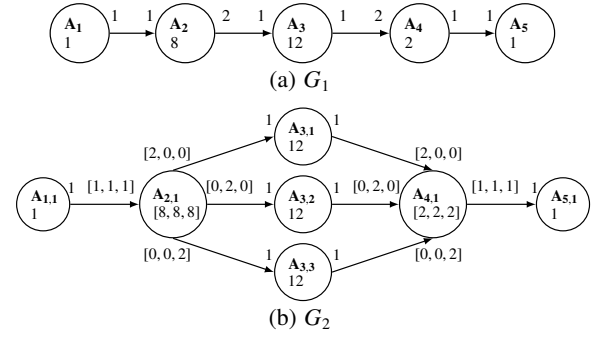 A1 1 1 A2 2 1 A3 1 2 A4 1 1 A5
1 8 12 2 1
(a) G1
1 A3,1 1
12
[2, 0, 0] [2, 0, 0]
A1,1 1 [1, 1, 1] A2,1 [0, 2, 0] 1 A3,2 1 [0, 2, 0] A4,1 [1, 1, 1] 1 A5,1
1 [8, 8, 8] 12 [2, 2, 2] 1
[0, 0, 2] 1 A3,3 1 [0, 0, 2]
12
(b) G2